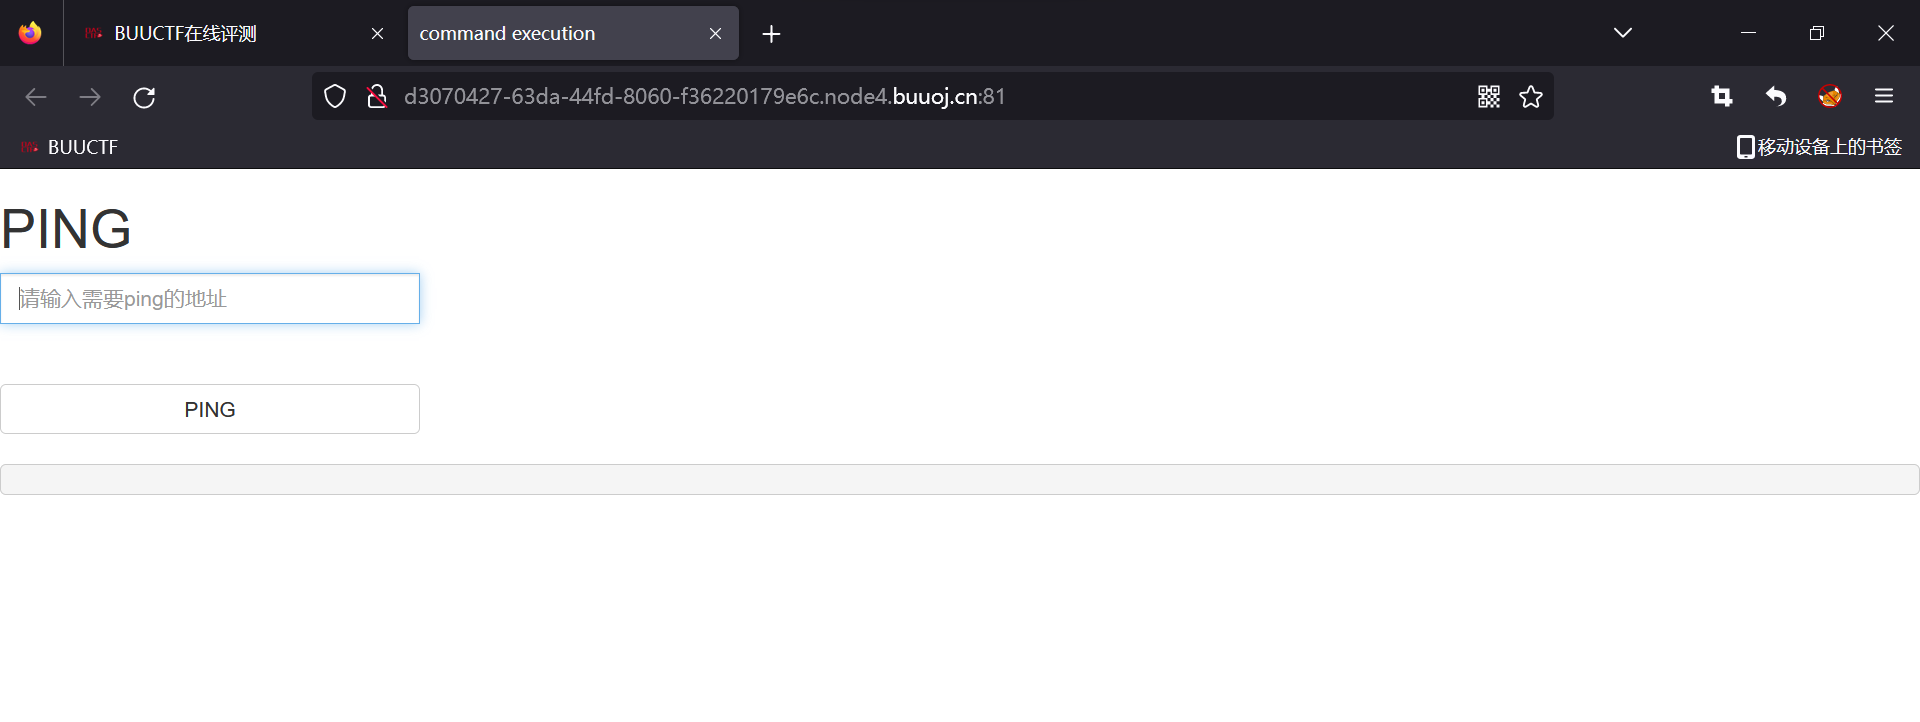 BUUCTF在线评测
command execution
d3070427-63da-44fd-8060-f36220179e6c.node4.buuoj.cn:81
BUUCTF
移动设备上的书签
PING
请输入需要ping的地址
PING